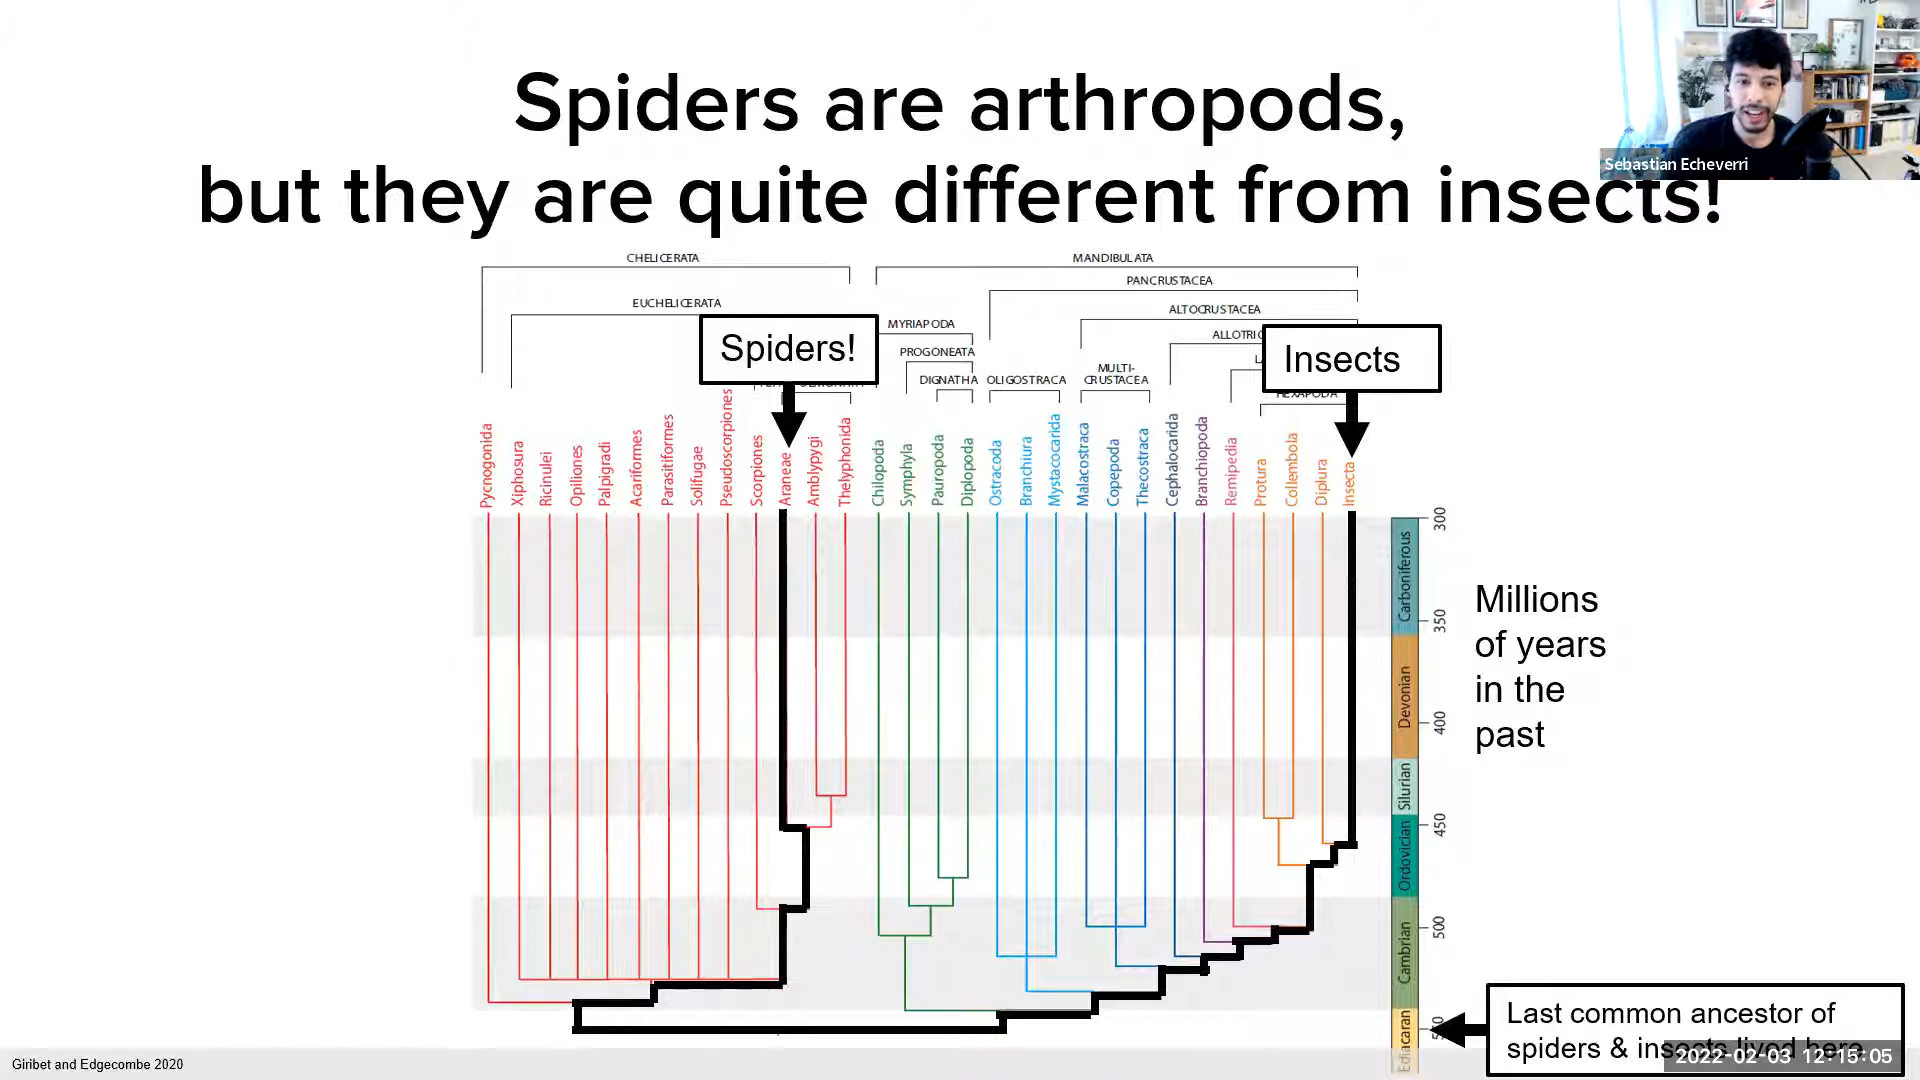 Spiders are arthropods,
but they are quite different from insects!
Sebastian Echeverri
CHELICERATA
MANDIBULATA
PANCRUSTACEA
EUCHELICERATA
ALTOCRUSTACEA
MYRIAPODA
Spiders!
Insects
PROGONEATA
DIGNATHA
OLIGOSTRACA
MULTI-
CRUSTACEA
HEXAPODA
Pycnogonida
Xiphosura
Ricinulei
Opiliones
Palpigradi
Acariformes
Parasitiformes
Solifugae
Pseudoscorpiones
Scorpiones
Araneae
Amblypygi
Thelyphonida
Chilopoda
Symphyla
Pauropoda
Diplopoda
Ostracoda
Branchiura
Mystacocarida
Malacostraca
Copepoda
Thecostraca
Cephalocarida
Branchiopoda
Remipedia
Protura
Collembola
Diplura
Insecta
Carboniferous
Devonian
Silurian
Ordovician
Cambrian
Ediacaran
300
350
400
450
500
Millions
of years
in the
past
Last common ancestor of
spiders & insects lived here
2022-02-03 12:15:05
Giribet and Edgecombe 2020